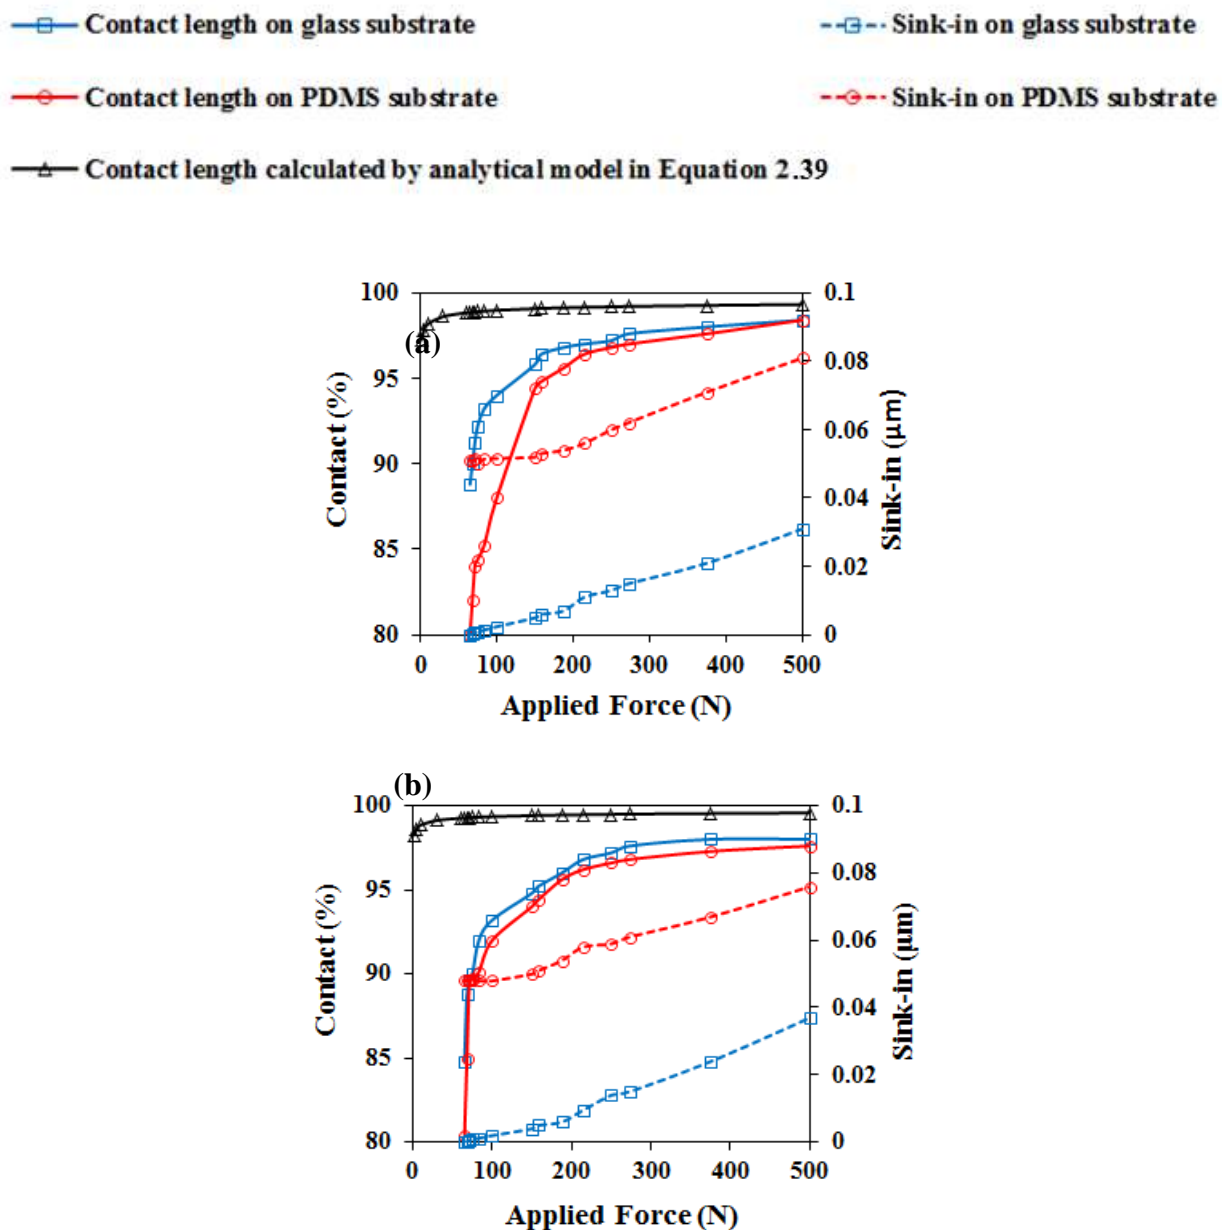 Contact length on glass substrate
Sink-in on glass substrate
Contact length on PDMS substrate
Sink-in on PDMS substrate
Contact length calculated by analytical model in Equation 2.39
(a)
100
95
90
85
80
Contact (%)
0.1
0.08
0.06
0.04
0.02
0
Sink-in (μm)
0 100 200 300 400 500
Applied Force (N)
(b)
100
95
90
85
80
Contact (%)
0.1
0.08
0.06
0.04
0.02
0
Sink-in (μm)
0 100 200 300 400 500
Applied Force (N)